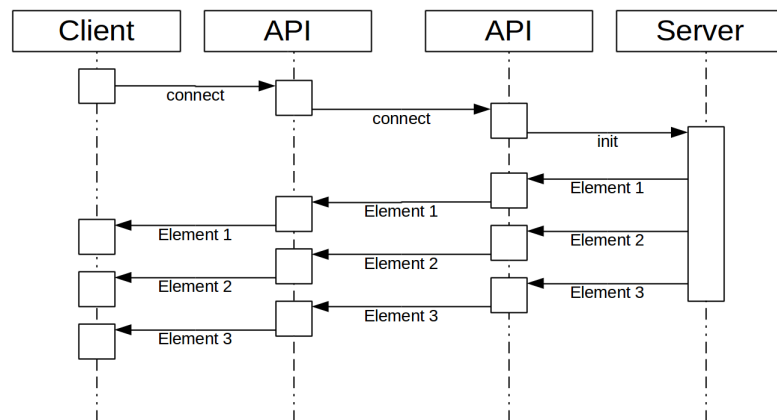 Client
API
API
Server
connect
connect
init
Element 1
Element 1
Element 1
Element 2
Element 2
Element 2
Element 3
Element 3
Element 3